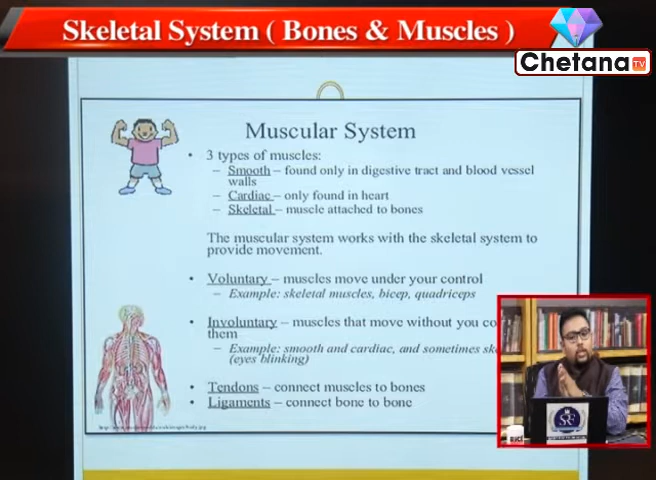 Skeletal System ( Bones & Muscles )
Chetana TV
Muscular System
• 3 types of muscles:
– Smooth – found only in digestive tract and blood vessel
walls
– Cardiac – only found in heart
– Skeletal – muscle attached to bones
The muscular system works with the skeletal system to
provide movement.
• Voluntary – muscles move under your control
– Example: skeletal muscles, bicep, quadriceps
• Involuntary – muscles that move without you
them
– Example: smooth and cardiac, and sometimes
(eyes blinking)
• Tendons – connect muscles to bones
• Ligaments – connect bone to bone